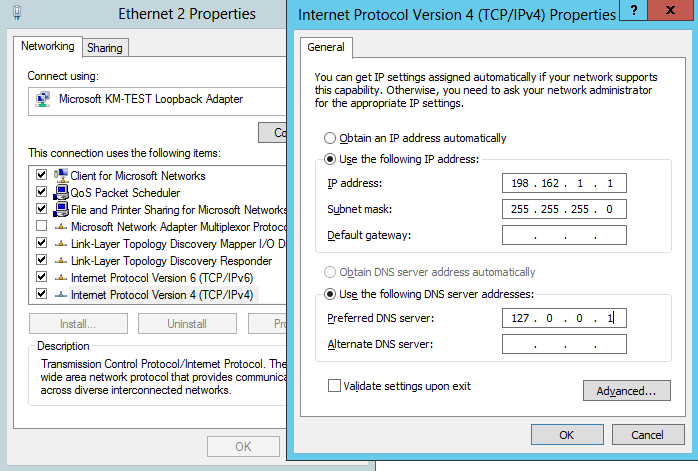 Ethernet 2 Properties
Networking
Sharing
Connect using:
Microsoft KM-TEST Loopback Adapter
This connection uses the following items:
Client for Microsoft Networks
QoS Packet Scheduler
File and Printer Sharing for Microsoft Networks
Microsoft Network Adapter Multiplexor Protocol
Link-Layer Topology Discovery Mapper I/O D
Link-Layer Topology Discovery Responder
Internet Protocol Version 6 (TCP/IPv6)
Internet Protocol Version 4 (TCP/IPv4)
Install...
Uninstall
Description
Transmission Control Protocol/Internet Protocol. The
wide area network protocol that provides communica
across diverse interconnected networks.
OK
Internet Protocol Version 4 (TCP/IPv4) Properties
? x
General
You can get IP settings assigned automatically if your network supports
this capability. Otherwise, you need to ask your network administrator
for the appropriate IP settings.
Obtain an IP address automatically
Use the following IP address:
IP address: 198 . 162 . 1 . 1
Subnet mask: 255 . 255 . 255 . 0
Default gateway: . . .
Obtain DNS server address automatically
Use the following DNS server addresses:
Preferred DNS server: 127 . 0 . 0 . 1
Alternate DNS server: . . .
Validate settings upon exit
Advanced...
OK
Cancel